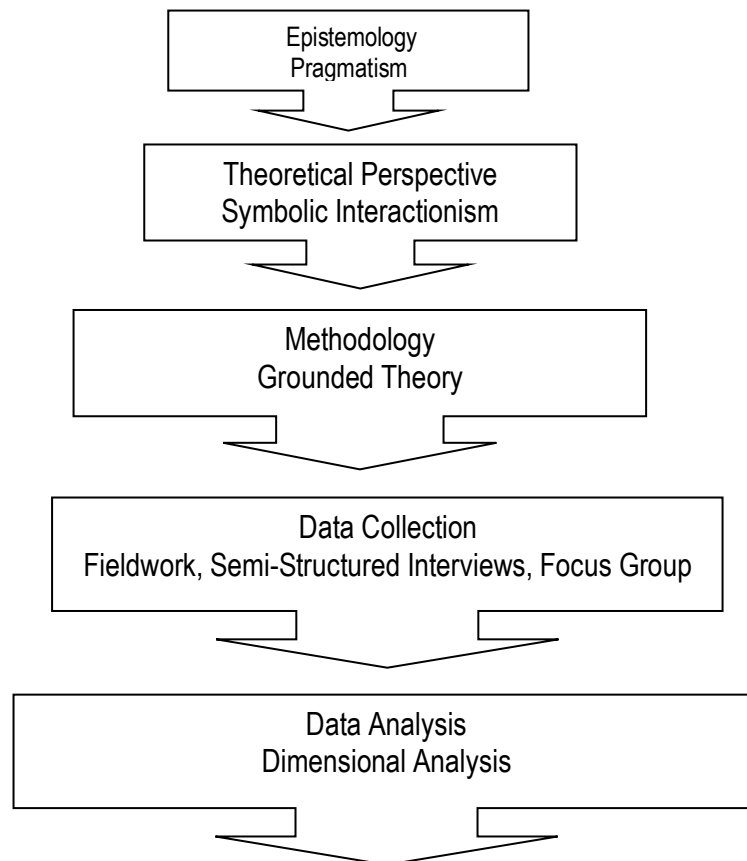 Epistemology
Pragmatism
Theoretical Perspective
Symbolic Interactionism
Methodology
Grounded Theory
Data Collection
Fieldwork, Semi-Structured Interviews, Focus Group
Data Analysis
Dimensional Analysis